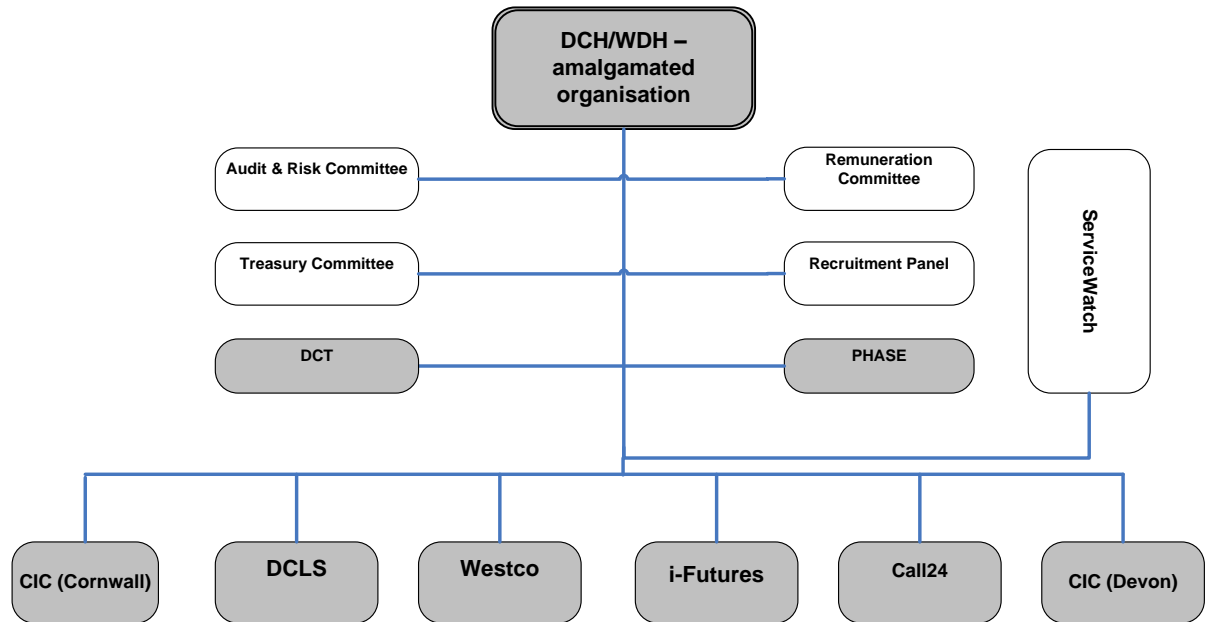 DCH/WDH –
amalgamated
organisation
Audit & Risk Committee
Remuneration
Committee
Treasury Committee
Recruitment Panel
ServiceWatch
DCT
PHASE
CIC (Cornwall)
DCLS
Westco
i-Futures
Call24
CIC (Devon)